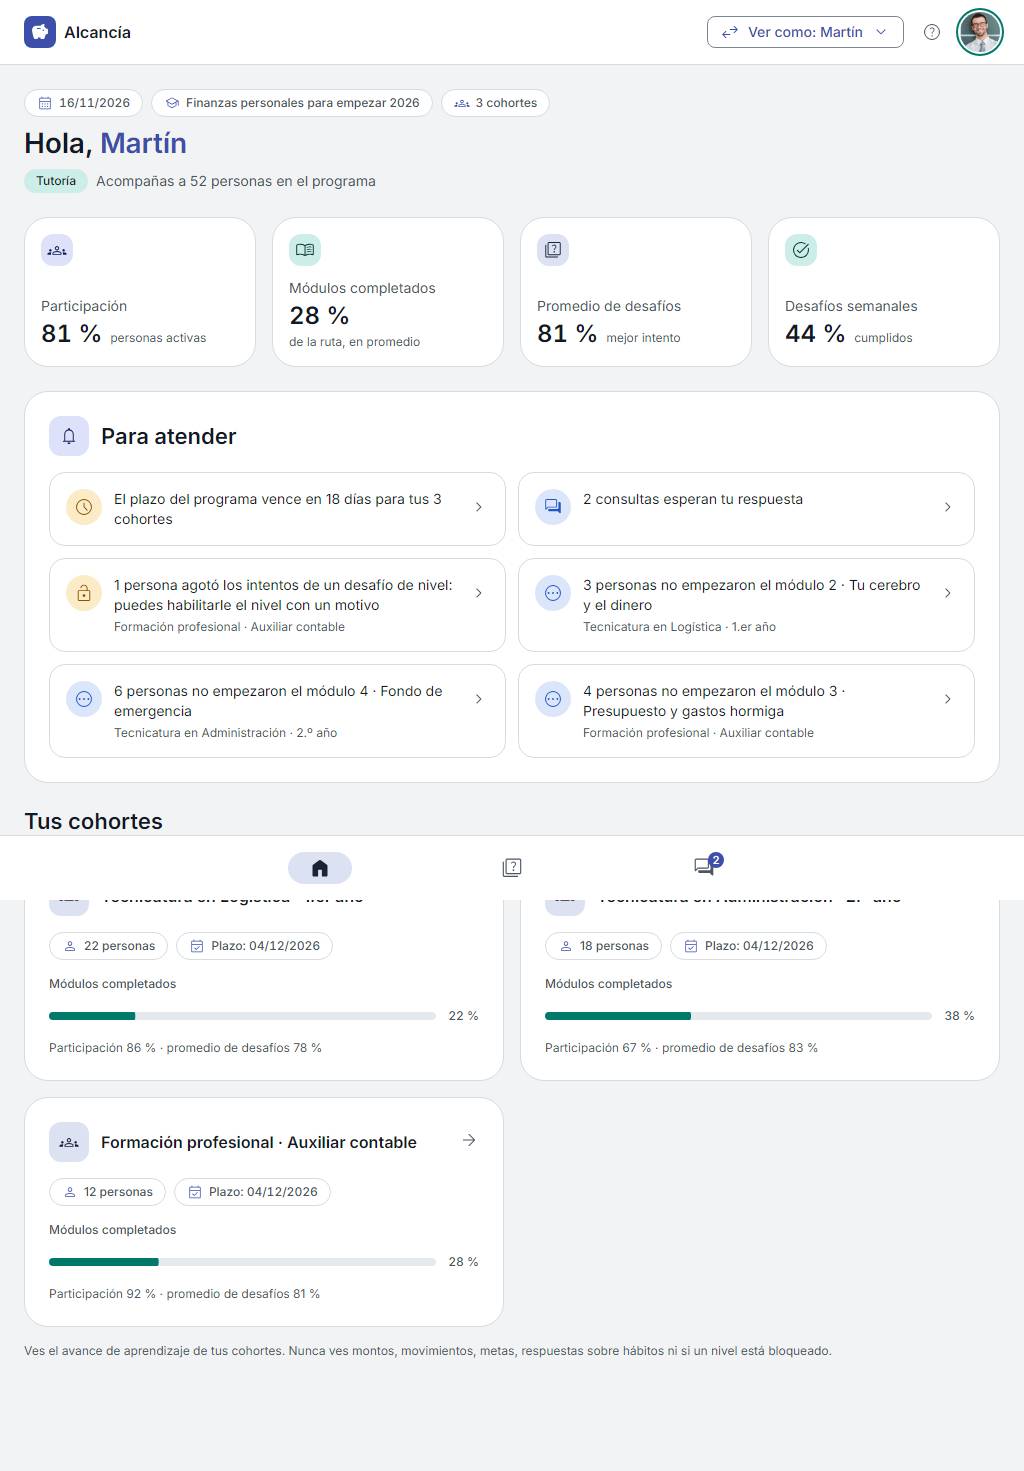 Alcancía
Ver como: Martín
16/11/2026
Finanzas personales para empezar 2026
3 cohortes
Hola, Martín
Tutoría
Acompañas a 52 personas en el programa
Participación
81 % personas activas
Módulos completados
28 %
de la ruta, en promedio
Promedio de desafíos
81 % mejor intento
Desafíos semanales
44 % cumplidos
Para atender
El plazo del programa vence en 18 días para tus 3
cohortes
2 consultas esperan tu respuesta
1 persona agotó los intentos de un desafío de nivel:
puedes habilitarle el nivel con un motivo
Formación profesional · Auxiliar contable
3 personas no empezaron el módulo 2 · Tu cerebro
y el dinero
Tecnicatura en Logística · 1.er año
6 personas no empezaron el módulo 4 · Fondo de
emergencia
Tecnicatura en Administración · 2.º año
4 personas no empezaron el módulo 3 ·
Presupuesto y gastos hormiga
Formación profesional · Auxiliar contable
Tus cohortes
2
22 personas
Plazo: 04/12/2026
Módulos completados
22 %
Participación 86 % · promedio de desafíos 78 %
18 personas
Plazo: 04/12/2026
Módulos completados
38 %
Participación 67 % · promedio de desafíos 83 %
Formación profesional · Auxiliar contable
12 personas
Plazo: 04/12/2026
Módulos completados
28 %
Participación 92 % · promedio de desafíos 81 %
Ves el avance de aprendizaje de tus cohortes. Nunca ves montos, movimientos, metas, respuestas sobre hábitos ni si un nivel está bloqueado.